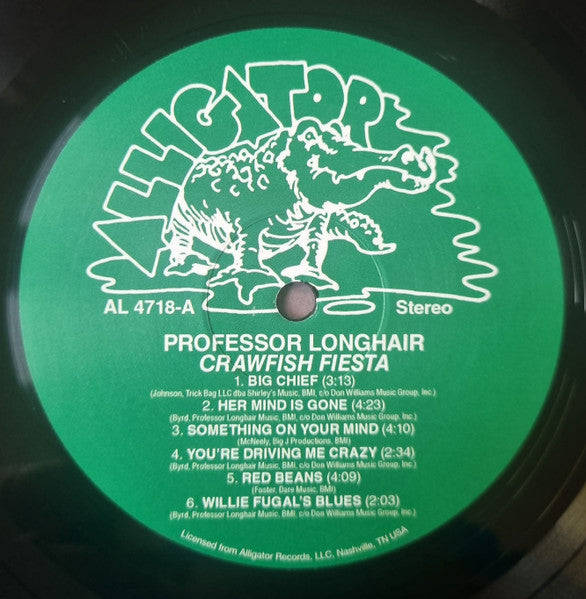 ALLIGATOR
AL 4718-A
Stereo
PROFESSOR LONGHAIR
CRAWFISH FIESTA
1. BIG CHIEF (3:13)
(Johnson, Trick Bag LLC dba Shirley's Music, BMI, c/o Don Williams Music Group, Inc.)
2. HER MIND IS GONE (4:23)
(Byrd, Professor Longhair Music, BMI, c/o Don Williams Music Group, Inc.)
3. SOMETHING ON YOUR MIND (4:10)
(McNeely, Big J Productions, BMI)
4. YOU'RE DRIVING ME CRAZY (2:34)
(Byrd, Professor Longhair Music, BMI, c/o Don Williams Music Group, Inc.)
5. RED BEANS (4:09)
(Foster, Dare Music, BMI)
6. WILLIE FUGAL'S BLUES (2:03)
(Byrd, Professor Longhair Music, BMI, c/o Don Williams Music Group, Inc.)
Licensed from Alligator Records, LLC, Nashville, TN USA